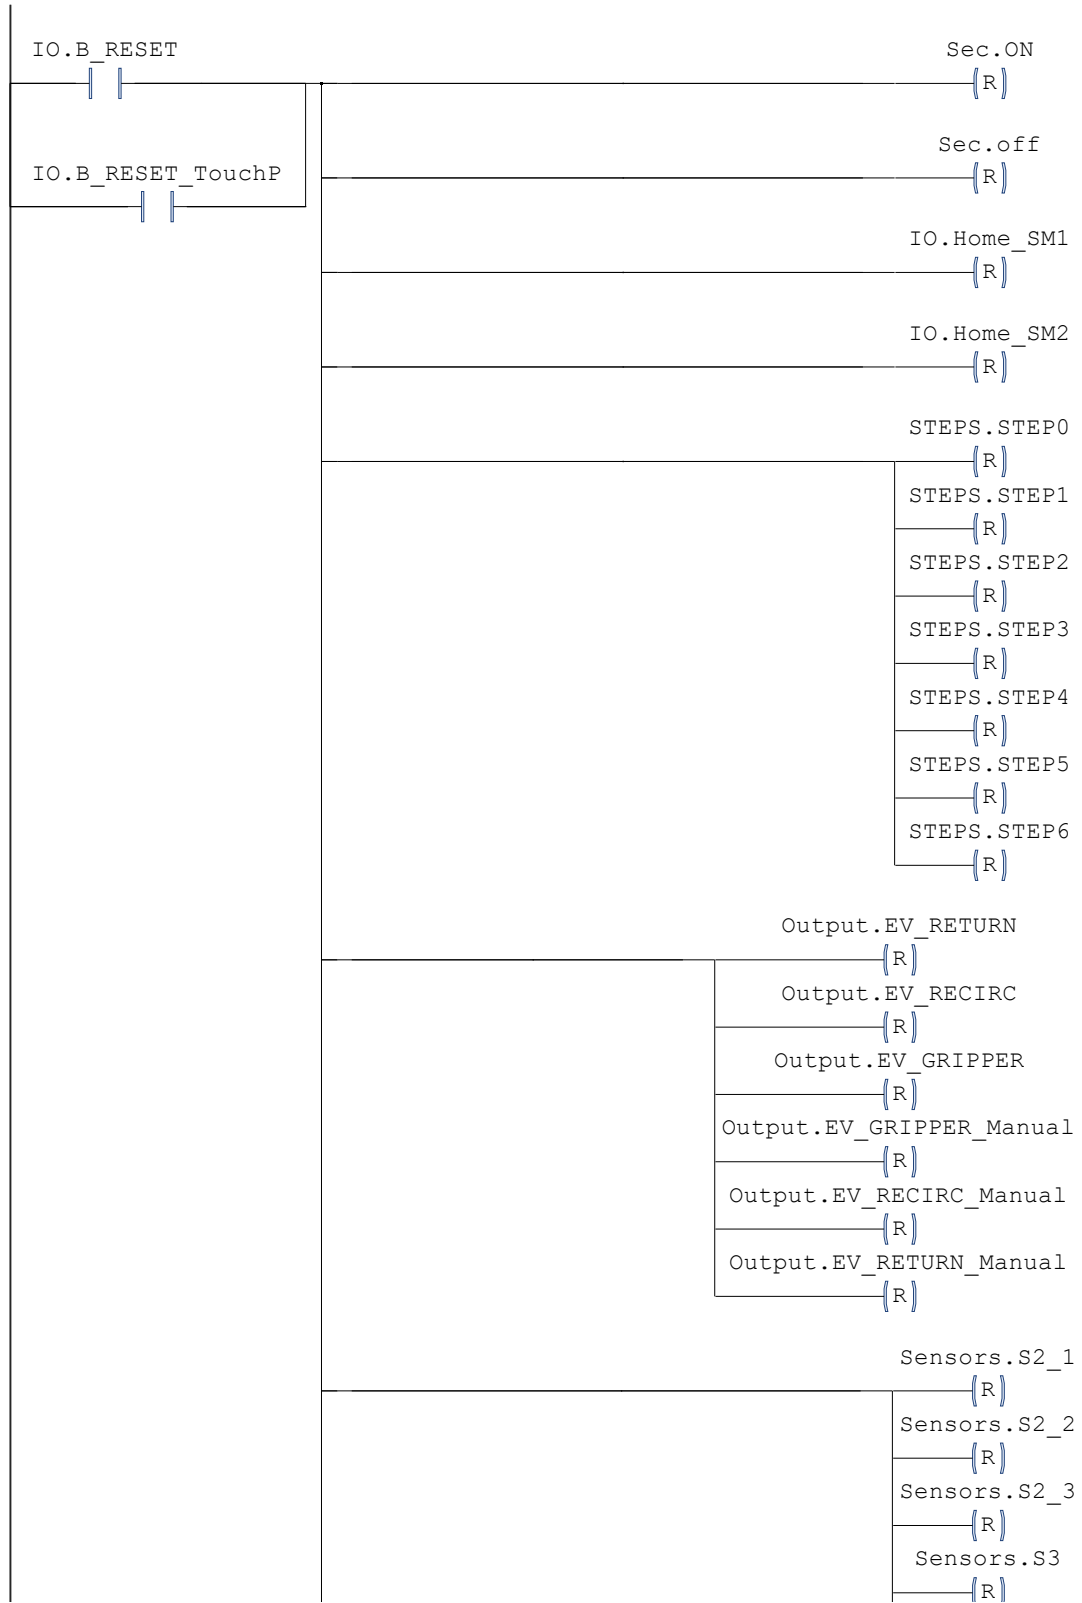 IO.B_RESET
Sec.ON
(R)
Sec.off
IO.B_RESET_TouchP
(R)
IO.Home_SM1
(R)
IO.Home_SM2
(R)
STEPS.STEP0
(R)
STEPS.STEP1
(R)
STEPS.STEP2
(R)
STEPS.STEP3
(R)
STEPS.STEP4
(R)
STEPS.STEP5
(R)
STEPS.STEP6
(R)
Output.EV_RETURN
(R)
Output.EV_RECIRC
(R)
Output.EV_GRIPPER
(R)
Output.EV_GRIPPER_Manual
(R)
Output.EV_RECIRC_Manual
(R)
Output.EV_RETURN_Manual
(R)
Sensors.S2_1
(R)
Sensors.S2_2
(R)
Sensors.S2_3
(R)
Sensors.S3
(R)